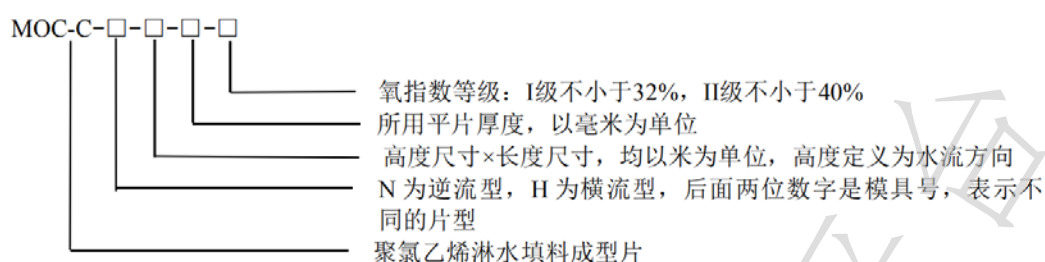 MOC-C-□-□-□-□
氧指数等级：I级不小于32%，II级不小于40%
所用平片厚度，以毫米为单位
高度尺寸×长度尺寸，均以米为单位，高度定义为水流方向
N 为逆流型，H 为横流型，后面两位数字是模具号，表示不
同的片型
聚氯乙烯淋水填料成型片